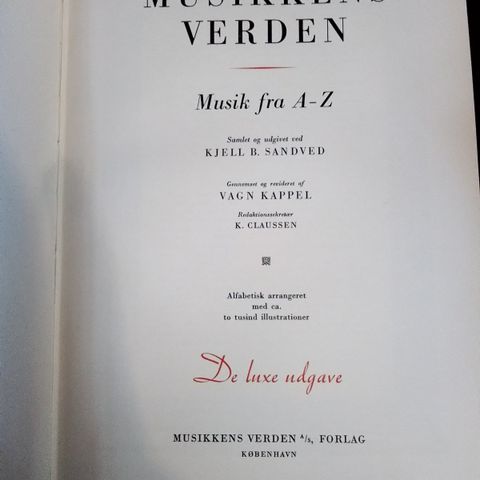 MUSIKKENS
VERDEN
Musik fra A-Z
Samlet og udgivet ved
KJELL B. SANDVED
Gennemset og revideret af
VAGN KAPPEL
Redaktionssekretær
K. CLAUSSEN
Alfabetisk arrangeret
med ca.
to tusind illustrationer
De luxe udgave
MUSIKKENS VERDEN A/S, FORLAG
KØBENHAVN